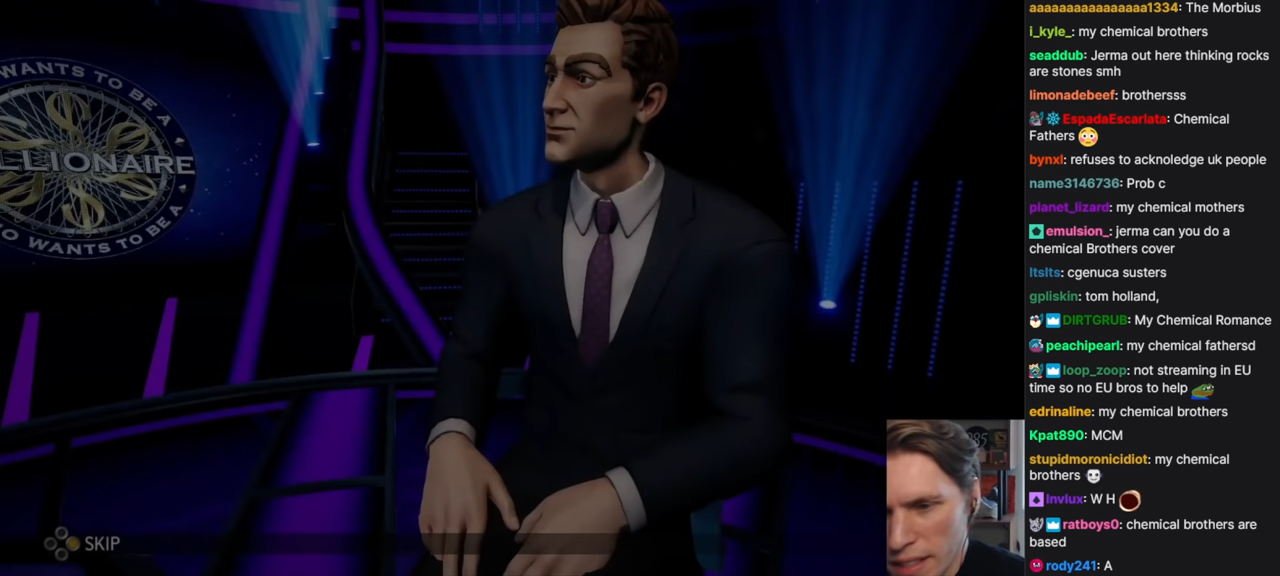 WANTS TO BE A
LLIONAIRE
O WANTS TO BE A
SKIP
aaaaaaaaaaaaaaaa1334: The Morbius
i_kyle_: my chemical brothers
seaddub: Jerma out here thinking rocks
are stones smh
limonadebeef: brothersss
EspadaEscarlata: Chemical
Fathers
bynxl: refuses to acknoledge uk people
name3146736: Prob c
planet_lizard: my chemical mothers
emulsion_: jerma can you do a
chemical Brothers cover
ltslts: cgenuca susters
gpliskin: tom holland,
DIRTGRUB: My Chemical Romance
peachipearl: my chemical fathersd
loop_zoop: not streaming in EU
time so no EU bros to help
edrinaline: my chemical brothers
Kpat890: MCM
stupidmoronicidiot: my chemical
brothers
lnvlux: W H
ratboys0: chemical brothers are
based
rody241: A
985